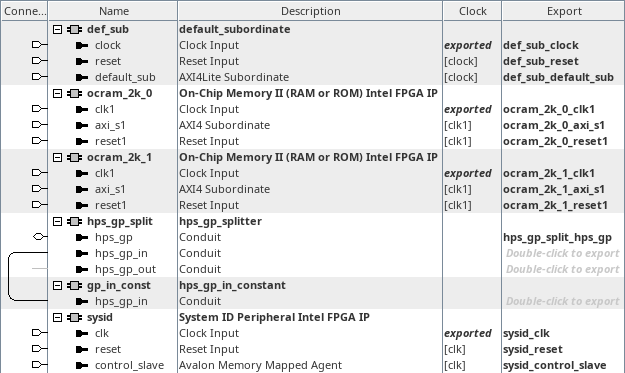 Conne... Name Description Clock Export
def_sub default_subordinate
clock Clock Input exported def_sub_clock
reset Reset Input [clock] def_sub_reset
default_sub AXI4Lite Subordinate [clock] def_sub_default_sub
ocram_2k_0 On-Chip Memory II (RAM or ROM) Intel FPGA IP
clk1 Clock Input exported ocram_2k_0_clk1
axi_s1 AXI4 Subordinate [clk1] ocram_2k_0_axi_s1
reset1 Reset Input [clk1] ocram_2k_0_reset1
ocram_2k_1 On-Chip Memory II (RAM or ROM) Intel FPGA IP
clk1 Clock Input exported ocram_2k_1_clk1
axi_s1 AXI4 Subordinate [clk1] ocram_2k_1_axi_s1
reset1 Reset Input [clk1] ocram_2k_1_reset1
hps_gp_split hps_gp_splitter
hps_gp Conduit hps_gp_split_hps_gp
hps_gp_in Conduit Double-click to export
hps_gp_out Conduit Double-click to export
gp_in_const hps_gp_in_constant
hps_gp_in Conduit Double-click to export
sysid System ID Peripheral Intel FPGA IP
clk Clock Input exported sysid_clk
reset Reset Input [clk] sysid_reset
control_slave Avalon Memory Mapped Agent [clk] sysid_control_slave